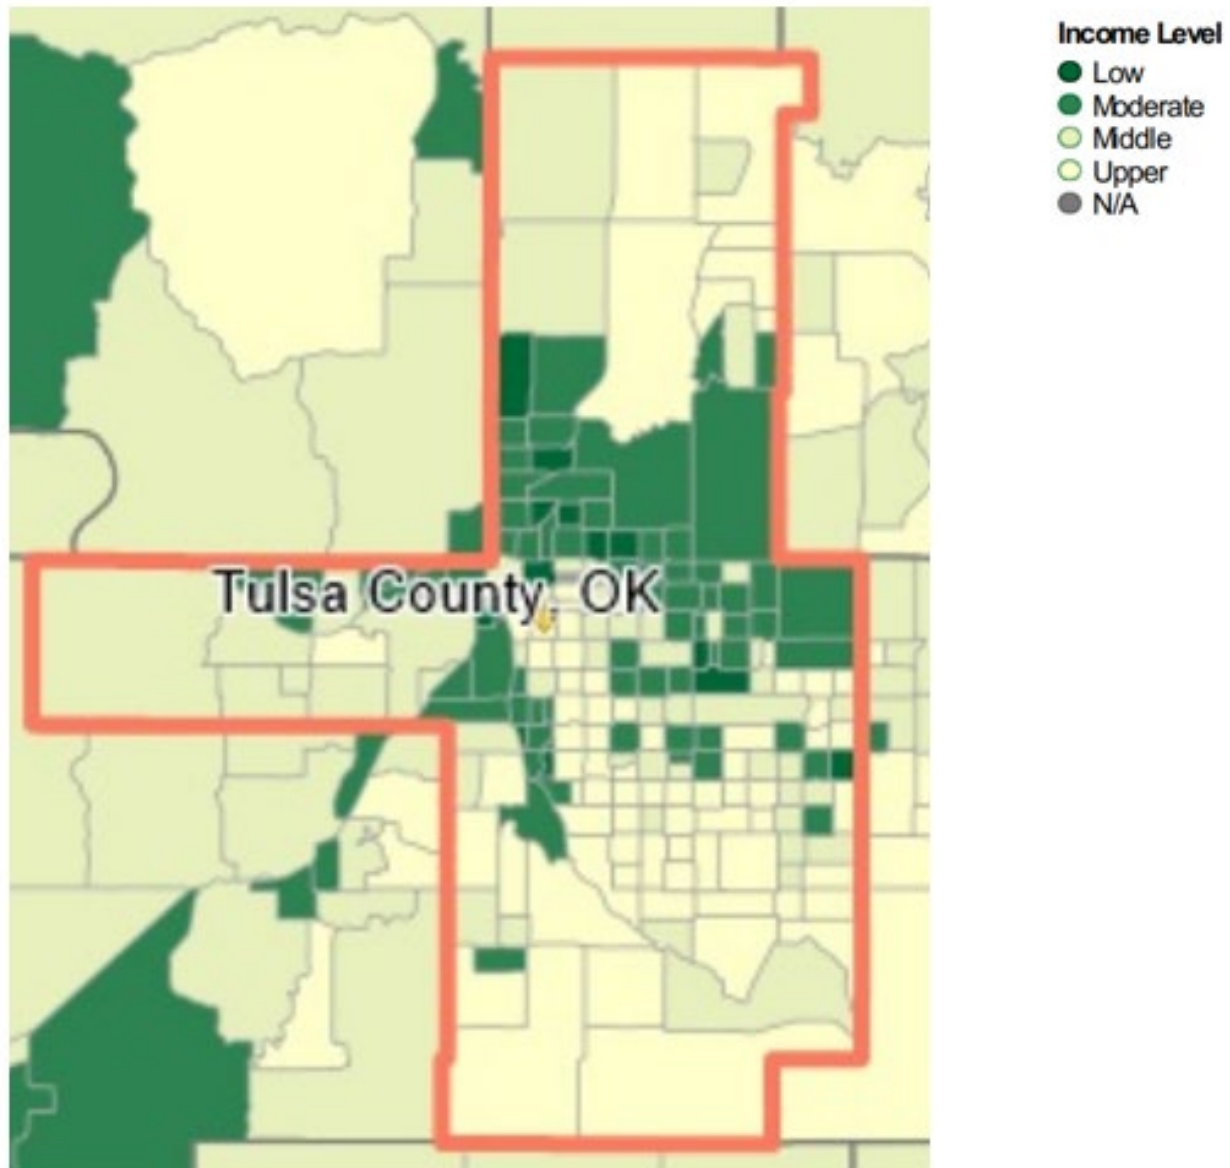 Income Level
Low
Moderate
Middle
Upper
N/A
Tulsa County, OK